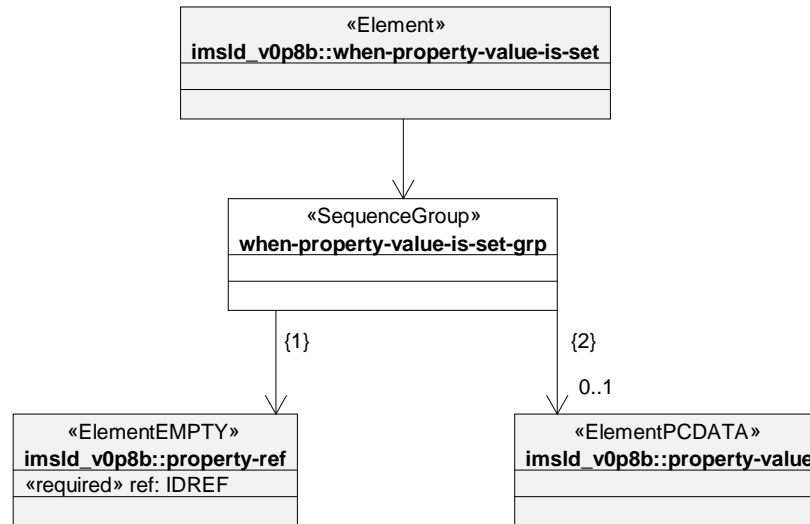 «Element»
imsld_v0p8b::when-property-value-is-set
«SequenceGroup»
when-property-value-is-set-grp
{1}
{2}
0..1
«ElementEMPTY»
imsld_v0p8b::property-ref
«required» ref: IDREF
«ElementPCDATA»
imsld_v0p8b::property-value